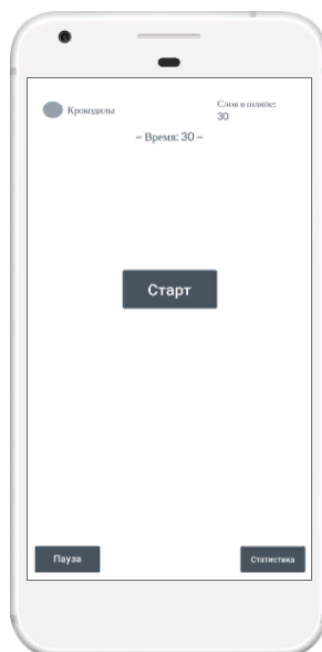 Крокодилы
Слов в шляпе:
30
– Время: 30 –
Старт
Пауза
Статистика